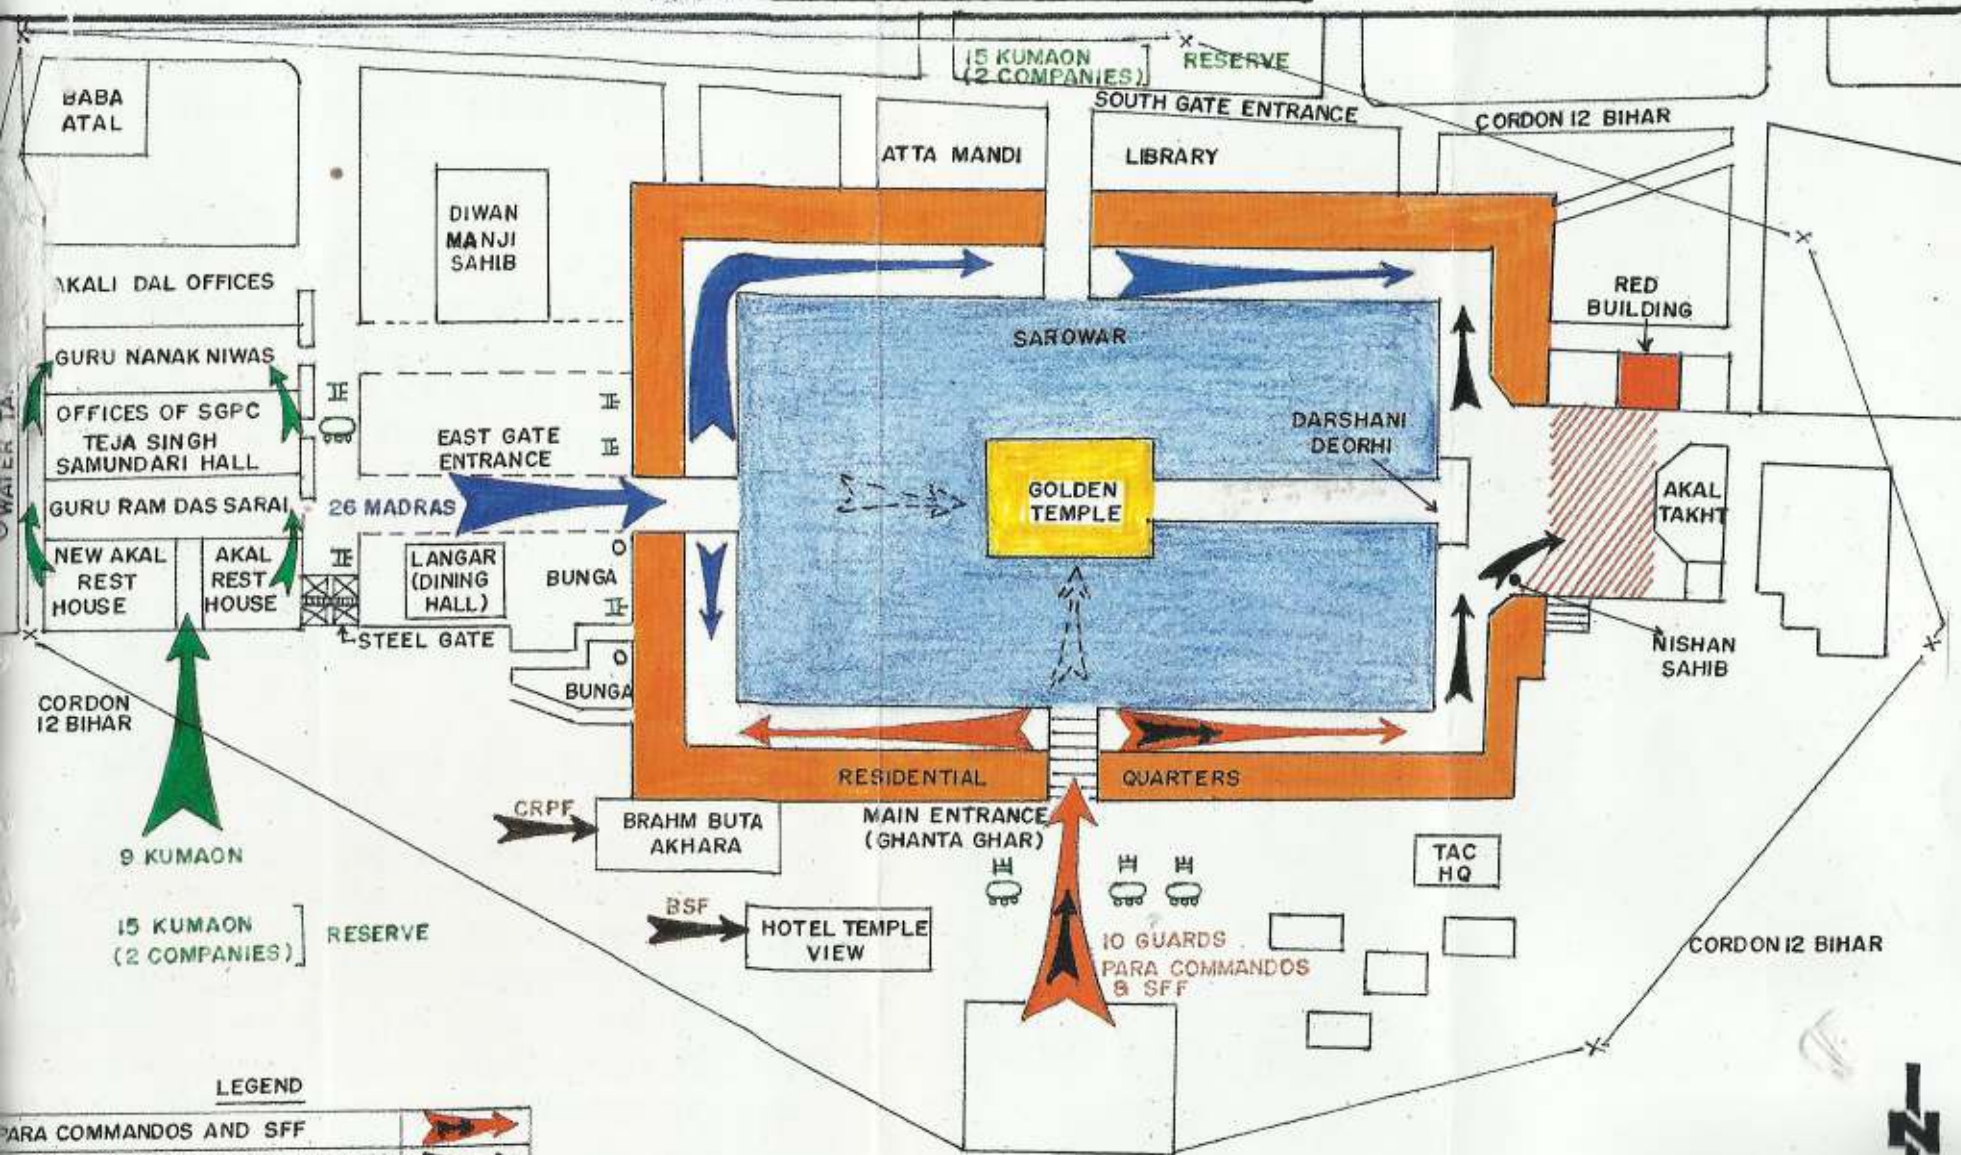 15 KUMAON
(2 COMPANIES)
RESERVE
SOUTH GATE ENTRANCE
CORDON 12 BIHAR
BABA
ATAL
ATTA MANDI
LIBRARY
DIWAN
MANJI
SAHIB
AKALI DAL OFFICES
RED
BUILDING
SAROWAR
GURU NANAK NIWAS
OFFICES OF SGPC
TEJA SINGH
SAMUNDARI HALL
EAST GATE
ENTRANCE
DARSHANI
DEORHI
GURU RAM DAS SARAI
26 MADRAS
GOLDEN
TEMPLE
AKAL
TAKHT
NEW AKAL
REST
HOUSE
AKAL
REST
HOUSE
LANGAR
(DINING
HALL)
BUNGA
STEEL GATE
BUNGA
NISHAN
SAHIB
CORDON
12 BIHAR
RESIDENTIAL
QUARTERS
CRPF
BRAHM BUTA
AKHARA
MAIN ENTRANCE
(GHANTA GHAR)
TAC
HQ
9 KUMAON
15 KUMAON
(2 COMPANIES)
RESERVE
BSF
HOTEL TEMPLE
VIEW
10 GUARDS
PARA COMMANDOS
& SFF
CORDON 12 BIHAR
LEGEND
PARA COMMANDOS AND SFF
N